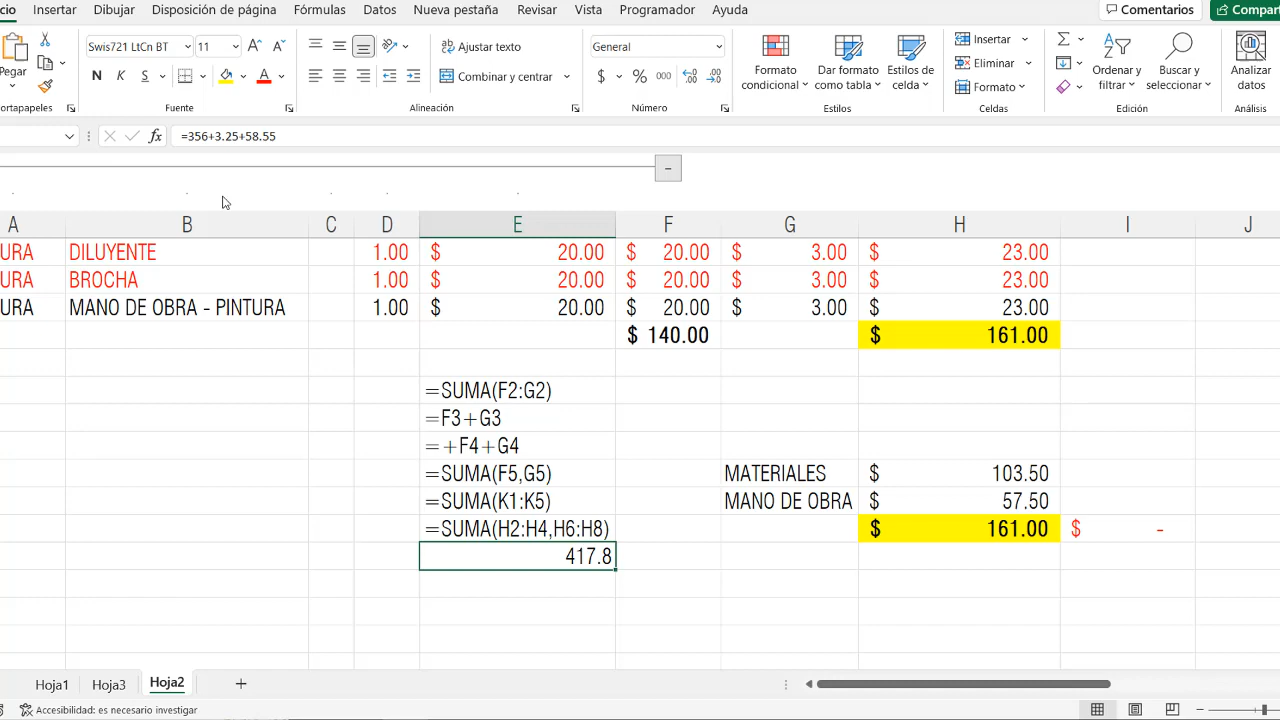 cio Insertar Dibujar Disposición de página Fórmulas Datos Nueva pestaña Revisar Vista Programador Ayuda Comentarios Compart
Pegar
Swis721 LtCn BT 11
N K S A
Ajustar texto
Combinar y centrar
General
$ % 000
Formato condicional
Dar formato como tabla
Estilos de celda
Insertar
Eliminar
Formato
Ordenar y filtrar
Buscar y seleccionar
Analizar datos
ortapapeles Fuente Alineación Número Estilos Celdas Edición Análisis
fx =356+3.25+58.55
A B C D E F G H I J
URA DILUYENTE 1.00 $ 20.00 $ 20.00 $ 3.00 $ 23.00
URA BROCHA 1.00 $ 20.00 $ 20.00 $ 3.00 $ 23.00
URA MANO DE OBRA - PINTURA 1.00 $ 20.00 $ 20.00 $ 3.00 $ 23.00
$ 140.00 $ 161.00
=SUMA(F2:G2)
=F3+G3
=+F4+G4
=SUMA(F5,G5) MATERIALES $ 103.50
=SUMA(K1:K5) MANO DE OBRA $ 57.50
=SUMA(H2:H4,H6:H8) $ 161.00 $ -
417.8
Hoja1 Hoja3 Hoja2 +
Accesibilidad: es necesario investigar